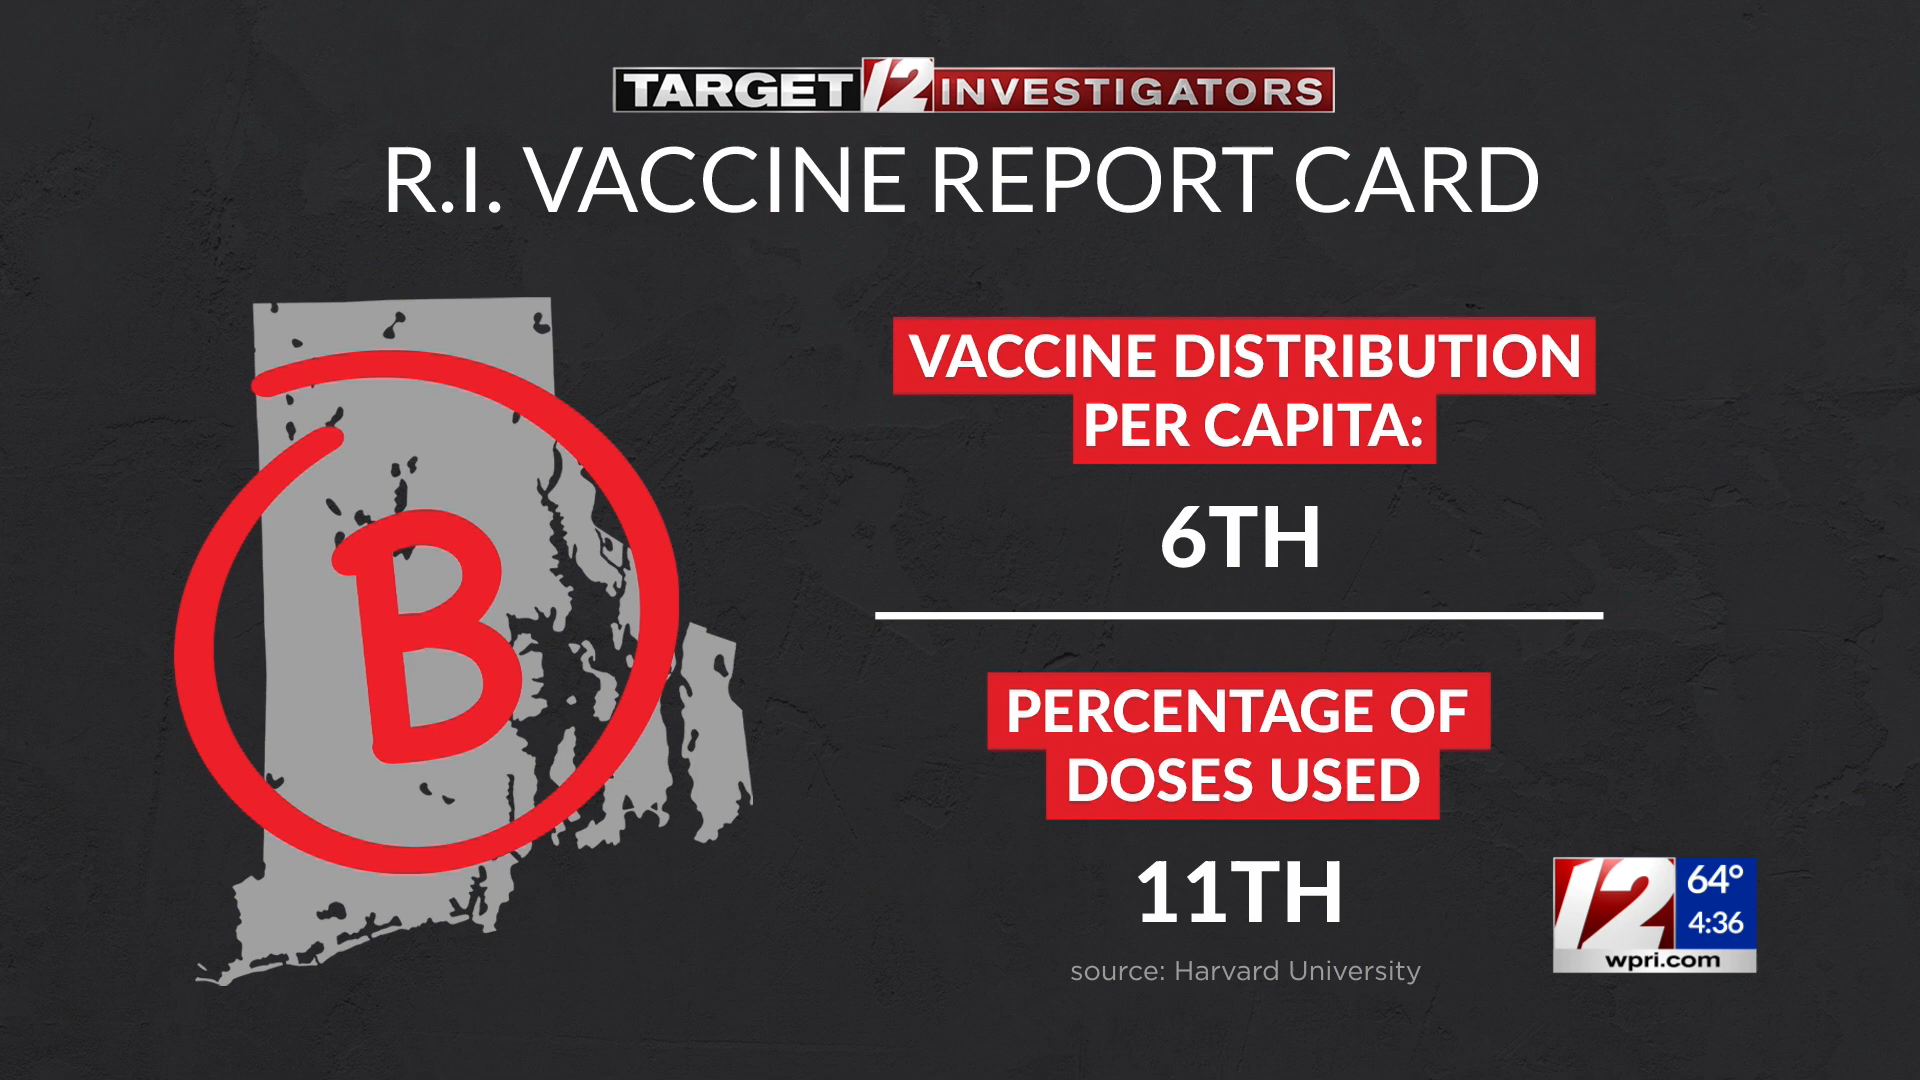 TARGET 12 INVESTIGATORS
R.I. VACCINE REPORT CARD
B
VACCINE DISTRIBUTION
PER CAPITA:
6TH
PERCENTAGE OF
DOSES USED
11TH
source: Harvard University
12
64°
4:36
wpri.com